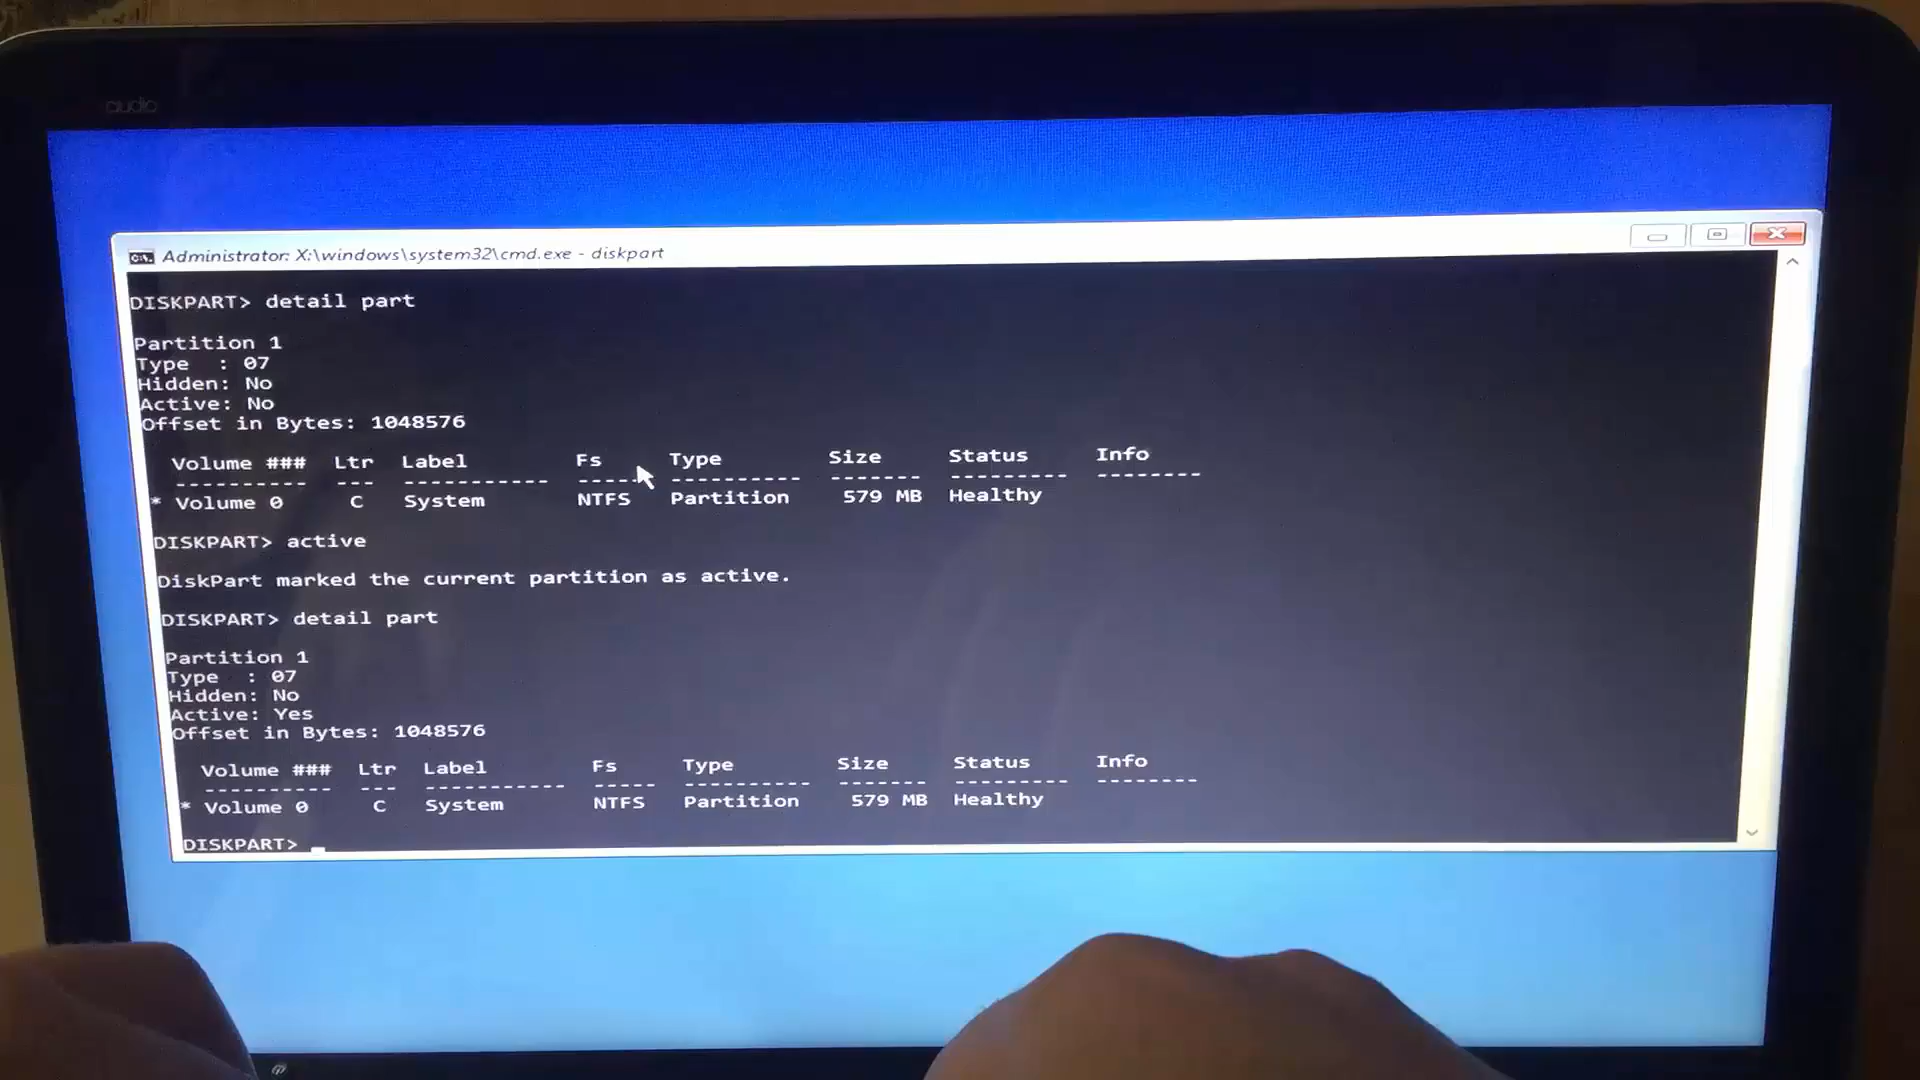 audio
Administrator: X:\windows\system32\cmd.exe - diskpart
DISKPART> detail part
Partition 1
Type  : 07
Hidden: No
Active: No
Offset in Bytes: 1048576
Volume ###  Ltr  Label  Fs  Type  Size  Status  Info
----------  ---  -----------  -----  ----------  -------  ---------  --------
* Volume 0  C  System  NTFS  Partition  579 MB  Healthy
DISKPART> active
DiskPart marked the current partition as active.
DISKPART> detail part
Partition 1
Type  : 07
Hidden: No
Active: Yes
Offset in Bytes: 1048576
Volume ###  Ltr  Label  Fs  Type  Size  Status  Info
----------  ---  -----------  -----  ----------  -------  ---------  --------
* Volume 0  C  System  NTFS  Partition  579 MB  Healthy
DISKPART>